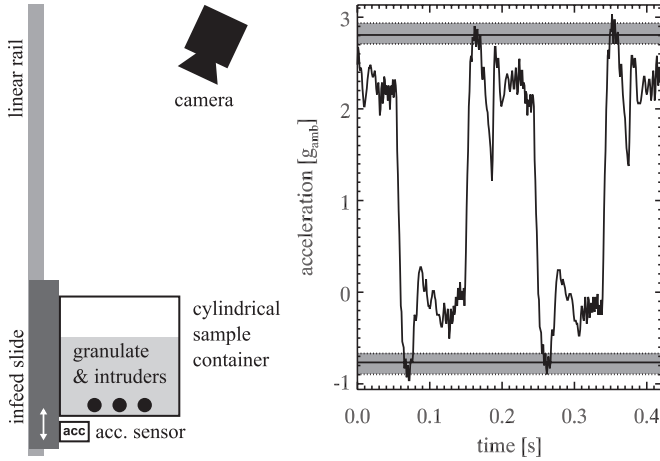 linear rail
camera
infeed slide
granulate
& intruders
cylindrical
sample
container
acc
acc. sensor
acceleration [g_amb]
3
2
1
0
-1
0.0
0.1
0.2
0.3
0.4
time [s]